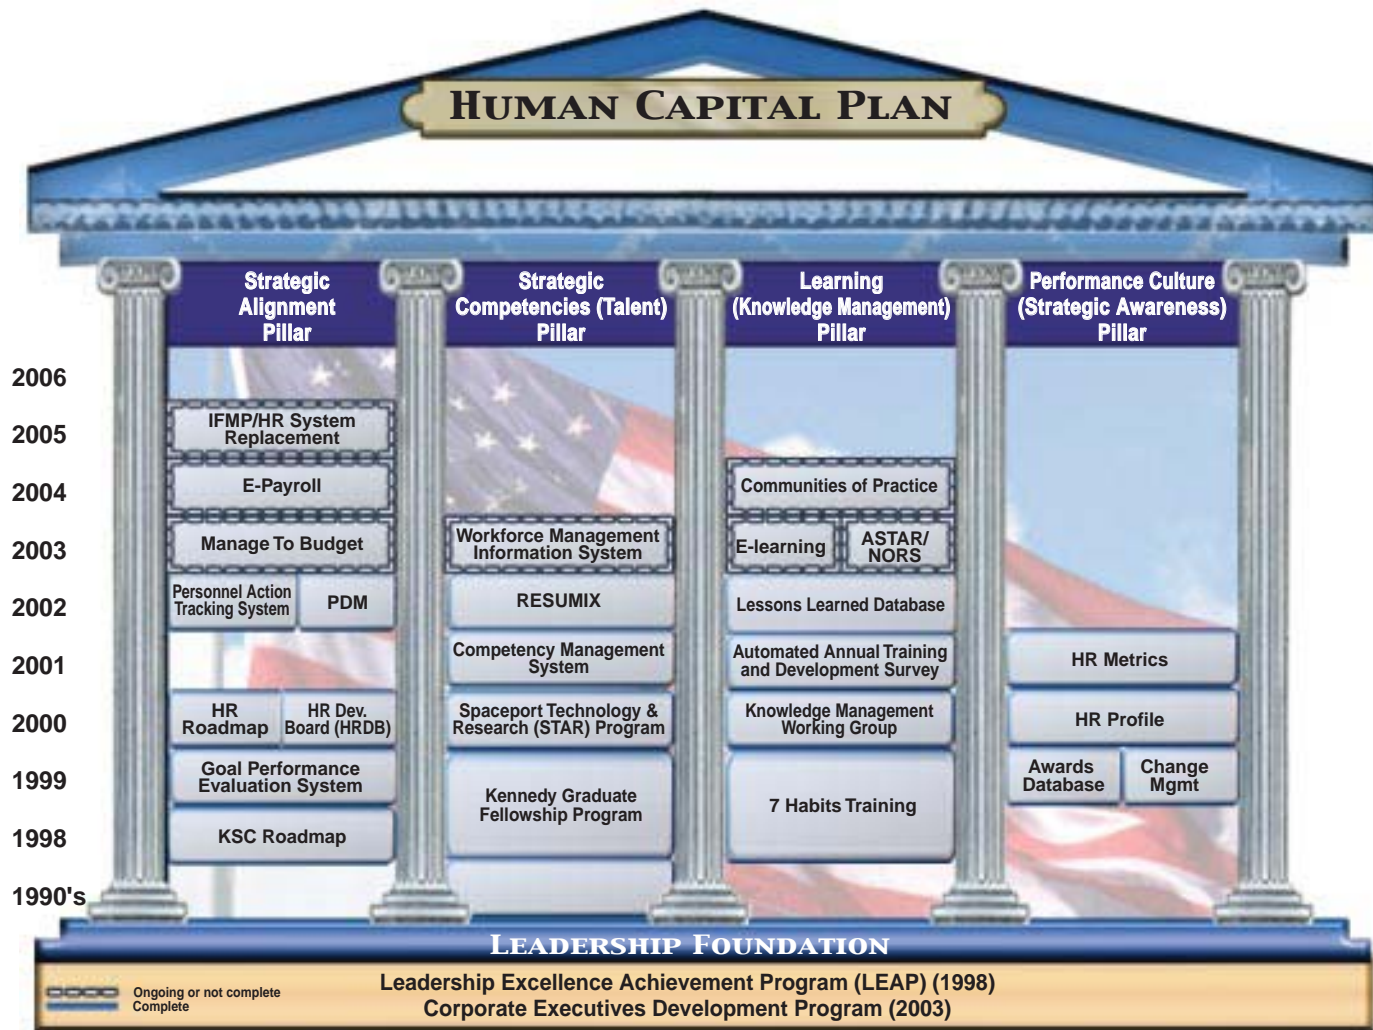 HUMAN CAPITAL PLAN
Strategic
Alignment
Pillar
Strategic
Competencies (Talent)
Pillar
Learning
(Knowledge Management)
Pillar
Performance Culture
(Strategic Awareness)
Pillar
2006
2005
IFMP/HR System
Replacement
2004
E-Payroll
Communities of Practice
2003
Manage To Budget
Workforce Management
Information System
E-learning
ASTAR/
NORS
2002
Personnel Action
Tracking System
PDM
RESUMIX
Lessons Learned Database
2001
Competency Management
System
Automated Annual Training
and Development Survey
HR Metrics
2000
HR
Roadmap
HR Dev.
Board (HRDB)
Spaceport Technology &
Research (STAR) Program
Knowledge Management
Working Group
HR Profile
1999
Goal Performance
Evaluation System
Kennedy Graduate
Fellowship Program
7 Habits Training
Awards
Database
Change
Mgmt
1998
KSC Roadmap
1990's
LEADERSHIP FOUNDATION
Ongoing or not complete
Complete
Leadership Excellence Achievement Program (LEAP) (1998)
Corporate Executives Development Program (2003)